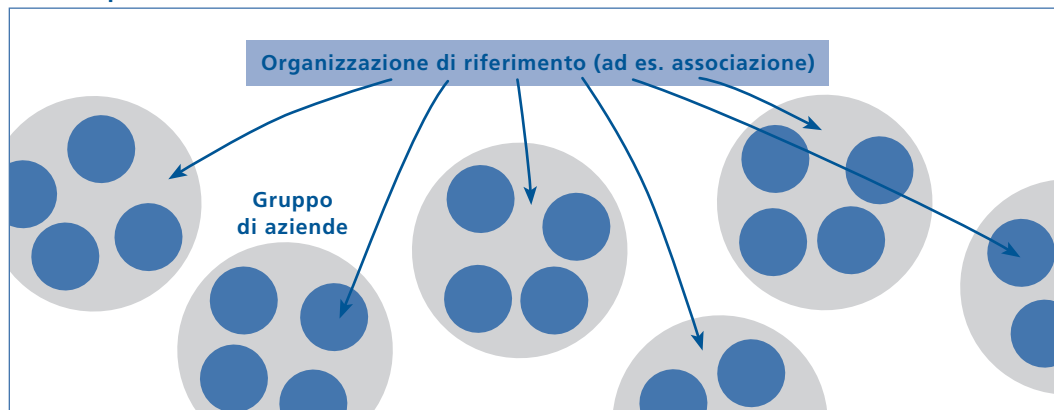 Organizzazione di riferimento (ad es. associazione)
Gruppo
di aziende